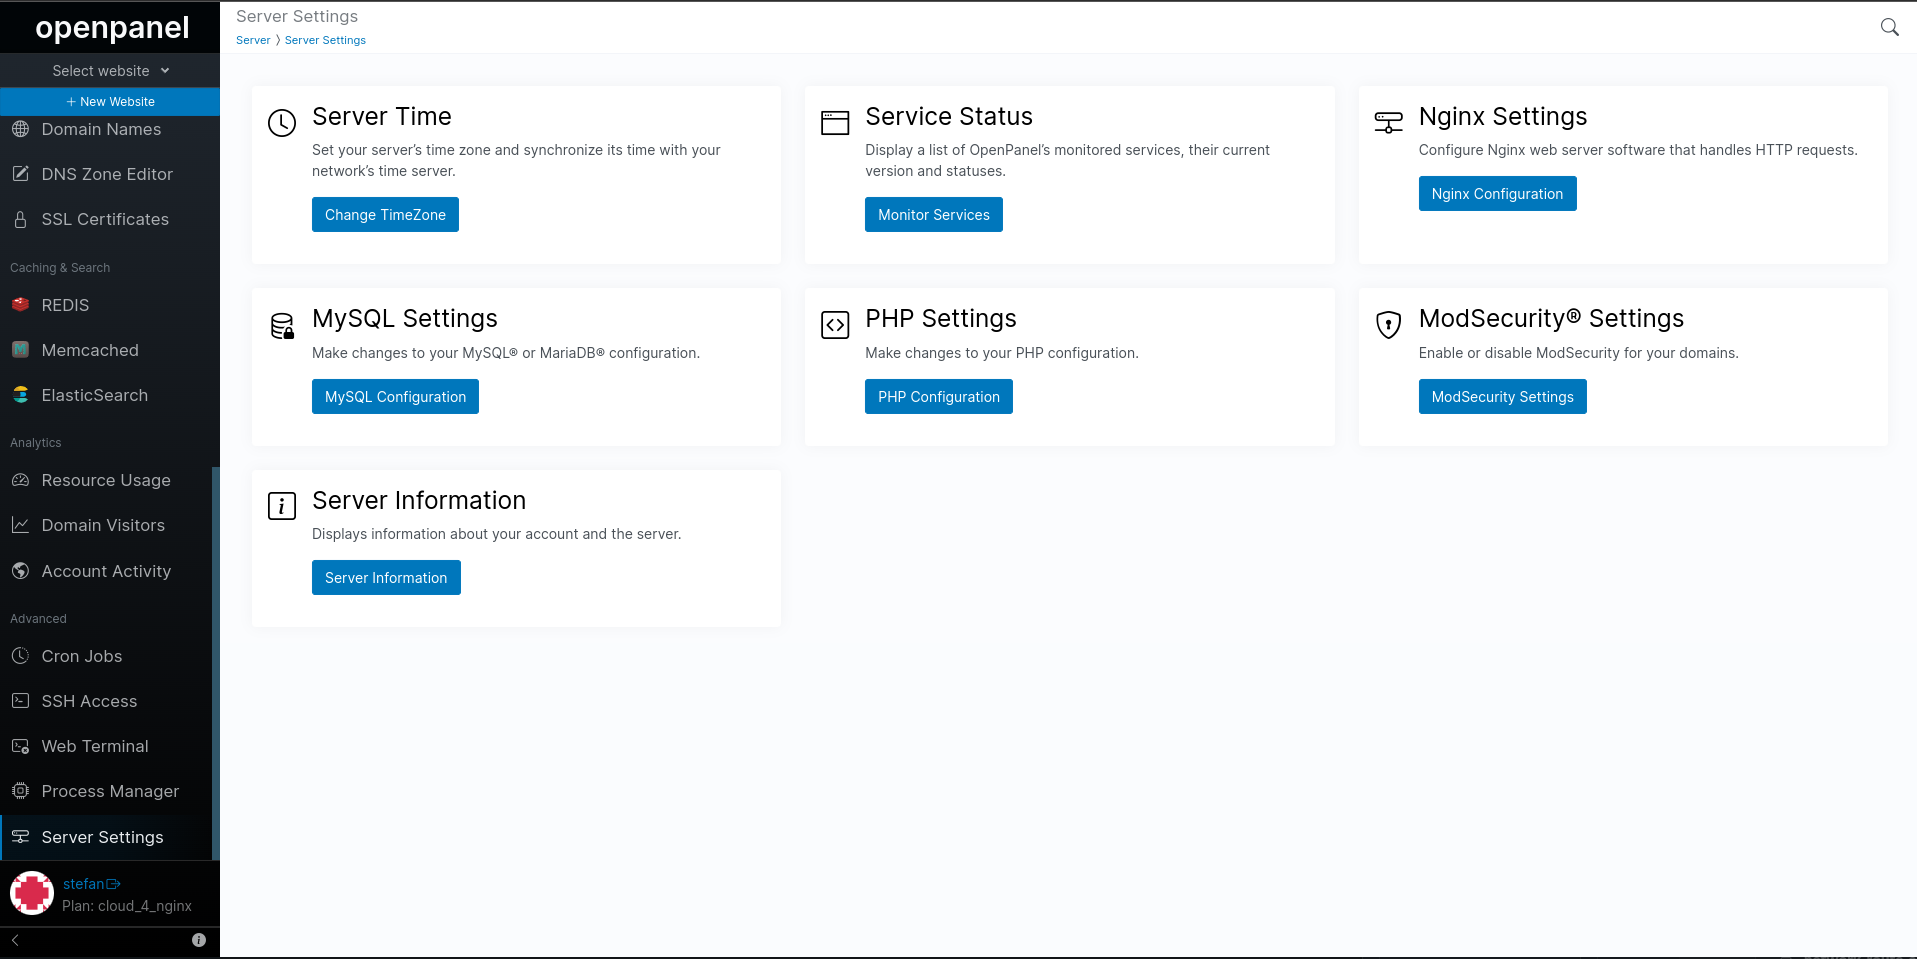 openpanel
Select website
+ New Website
Domain Names
DNS Zone Editor
SSL Certificates
Caching & Search
REDIS
Memcached
ElasticSearch
Analytics
Resource Usage
Domain Visitors
Account Activity
Advanced
Cron Jobs
SSH Access
Web Terminal
Process Manager
Server Settings
stefan
Plan: cloud_4_nginx
Server Settings
Server 〉 Server Settings
Server Time
Set your server's time zone and synchronize its time with your
network's time server.
Change TimeZone
Service Status
Display a list of OpenPanel's monitored services, their current
version and statuses.
Monitor Services
Nginx Settings
Configure Nginx web server software that handles HTTP requests.
Nginx Configuration
MySQL Settings
Make changes to your MySQL® or MariaDB® configuration.
MySQL Configuration
PHP Settings
Make changes to your PHP configuration.
PHP Configuration
ModSecurity® Settings
Enable or disable ModSecurity for your domains.
ModSecurity Settings
Server Information
Displays information about your account and the server.
Server Information